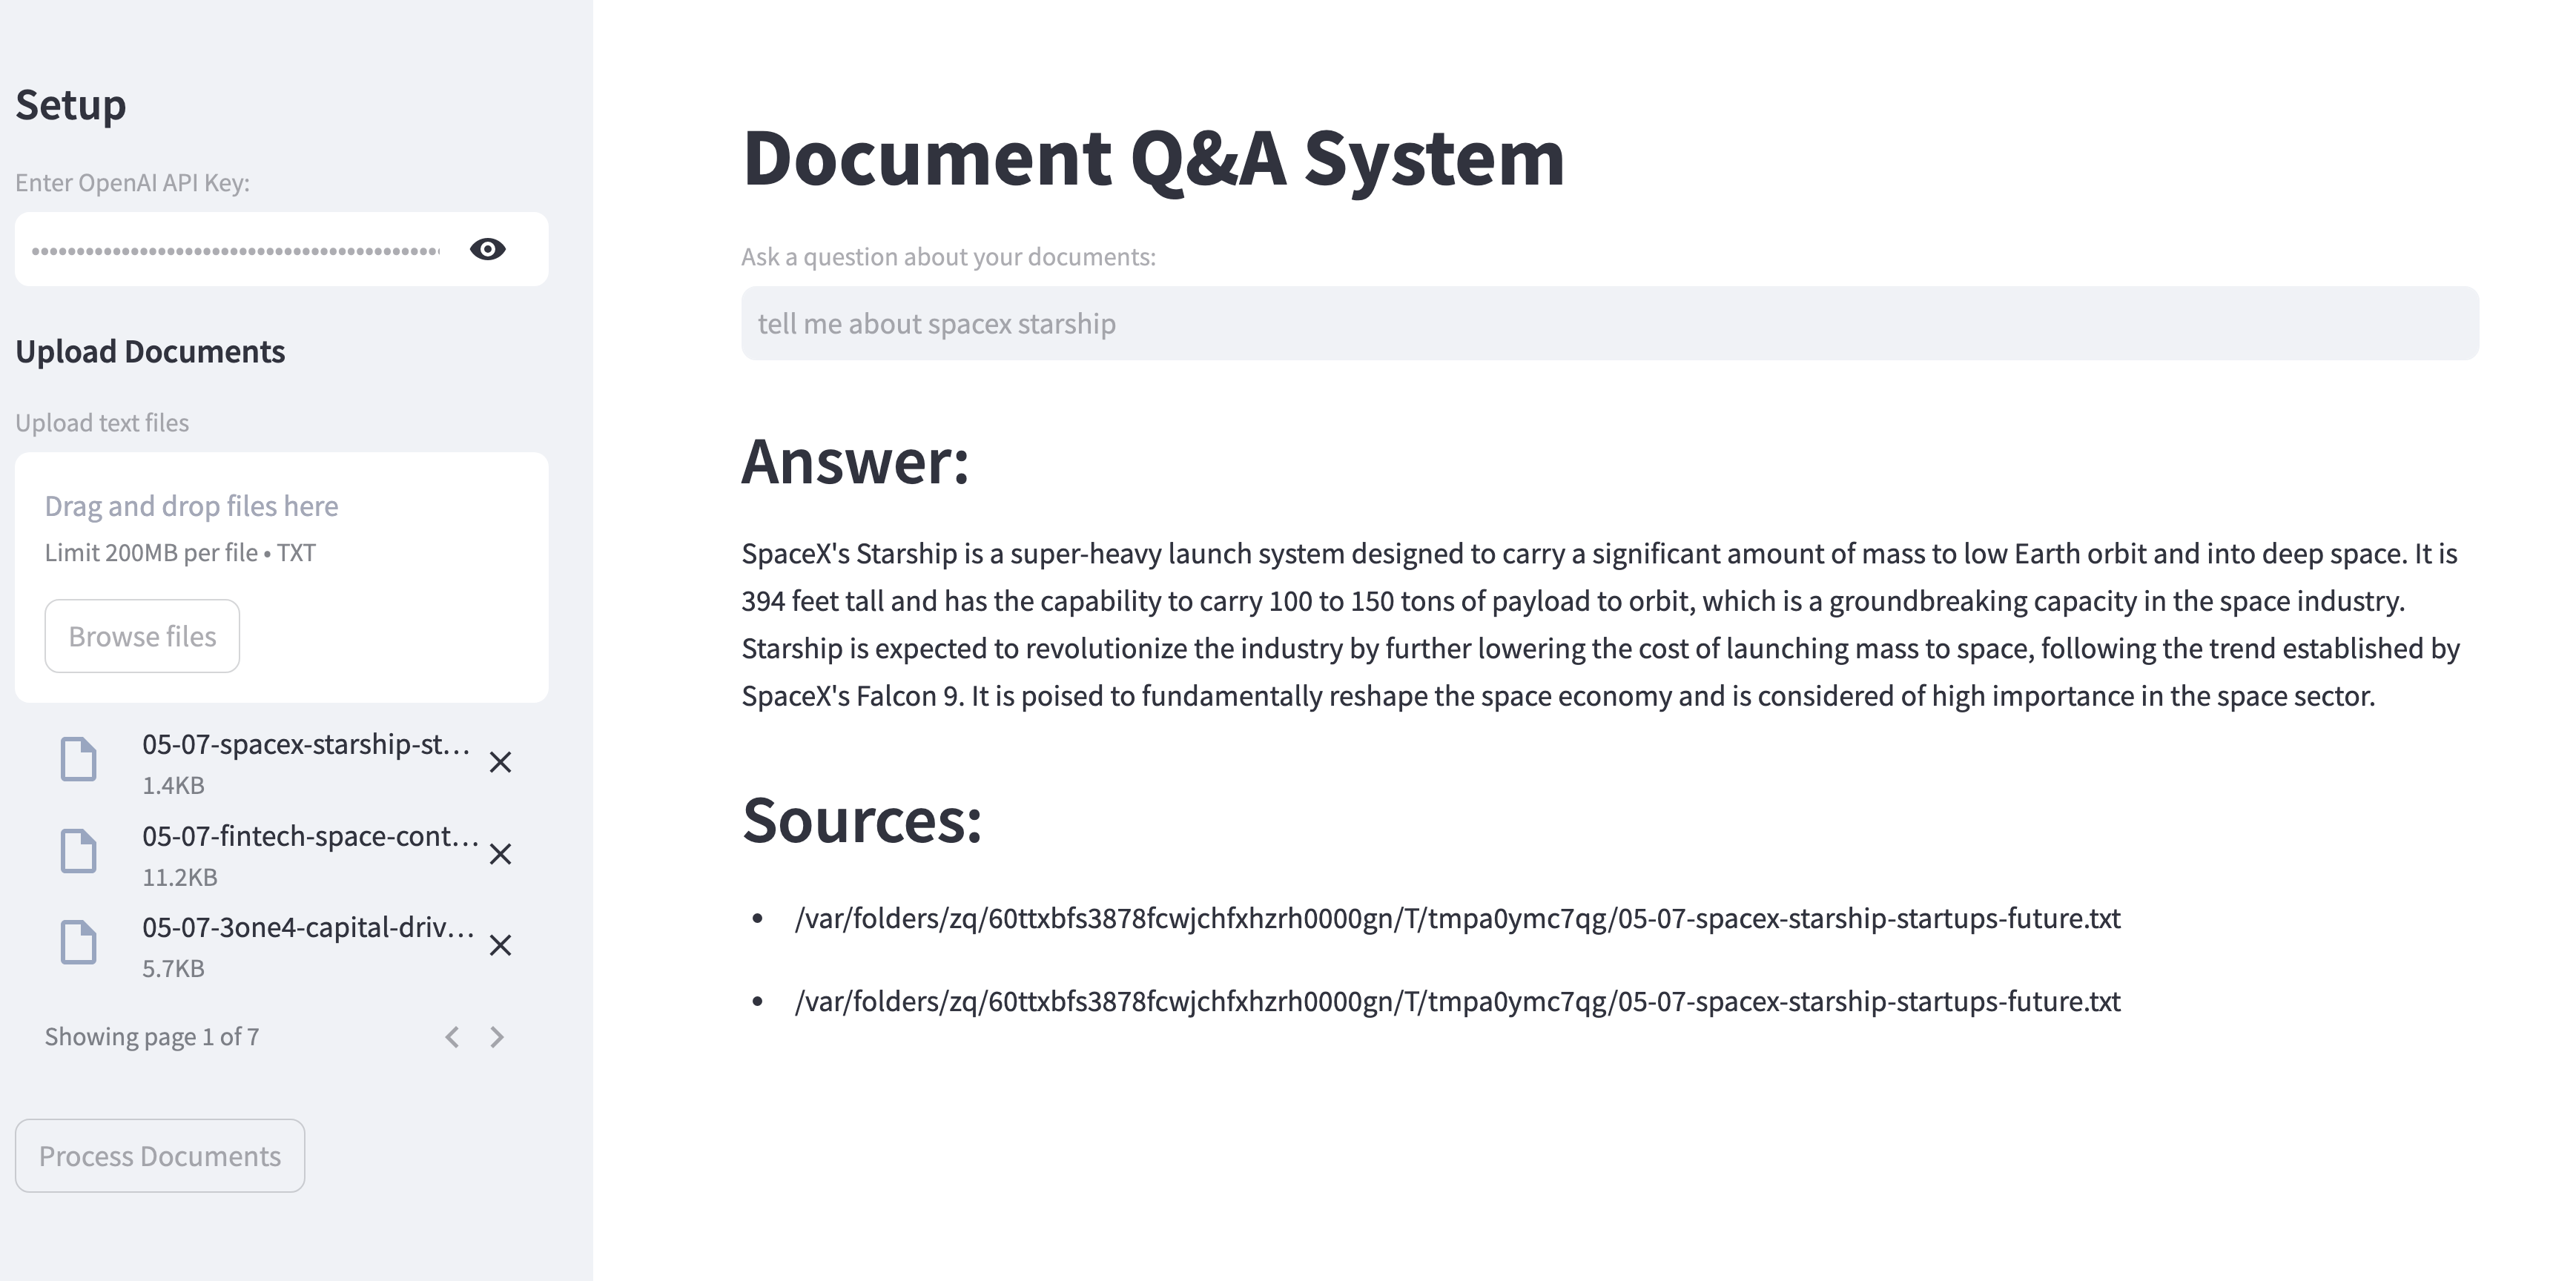 Setup
Enter OpenAI API Key:
Upload Documents
Upload text files
Drag and drop files here
Limit 200MB per file • TXT
Browse files
05-07-spacex-starship-st...
1.4KB
05-07-fintech-space-cont...
11.2KB
05-07-3one4-capital-driv...
5.7KB
Showing page 1 of 7
Process Documents
Document Q&A System
Ask a question about your documents:
tell me about spacex starship
Answer:
SpaceX's Starship is a super-heavy launch system designed to carry a significant amount of mass to low Earth orbit and into deep space. It is
394 feet tall and has the capability to carry 100 to 150 tons of payload to orbit, which is a groundbreaking capacity in the space industry.
Starship is expected to revolutionize the industry by further lowering the cost of launching mass to space, following the trend established by
SpaceX's Falcon 9. It is poised to fundamentally reshape the space economy and is considered of high importance in the space sector.
Sources:
• /var/folders/zq/60ttxbfs3878fcwjchfxhzrh0000gn/T/tmpa0ymc7qg/05-07-spacex-starship-startups-future.txt
• /var/folders/zq/60ttxbfs3878fcwjchfxhzrh0000gn/T/tmpa0ymc7qg/05-07-spacex-starship-startups-future.txt